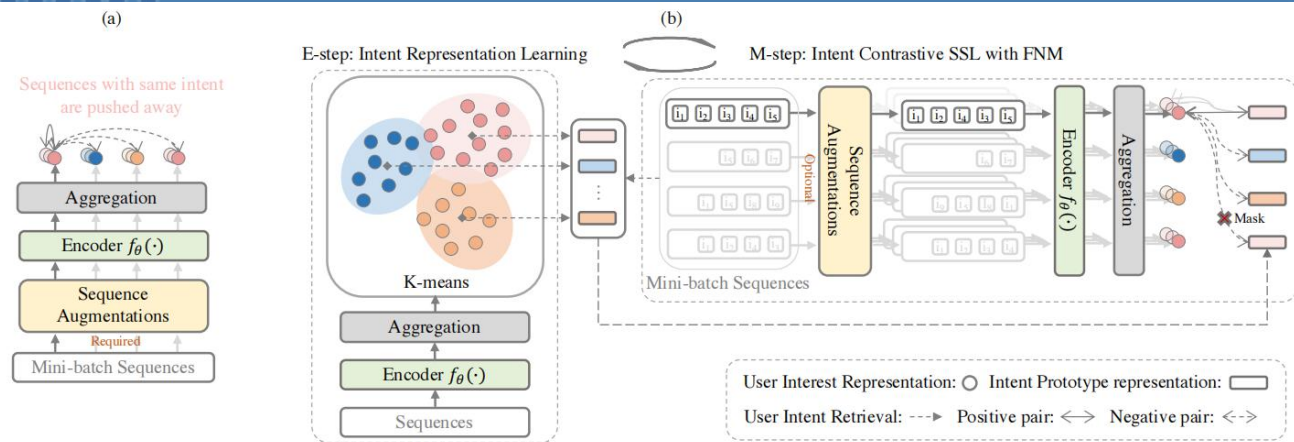 (a)
Sequences with same intent
are pushed away
Aggregation
Encoder f_θ(·)
Sequence
Augmentations
Required
Mini-batch Sequences
(b)
E-step: Intent Representation Learning
K-means
Aggregation
Encoder f_θ(·)
Sequences
M-step: Intent Contrastive SSL with FNM
i₁ i₂ i₃ i₄ i₅
Mini-batch Sequences
Optional
Sequence
Augmentations
i₁ i₂ i₄ i₃ i₅
Encoder f_θ(·)
Aggregation
Mask
User Interest Representation:
Intent Prototype representation:
User Intent Retrieval:
Positive pair:
Negative pair: